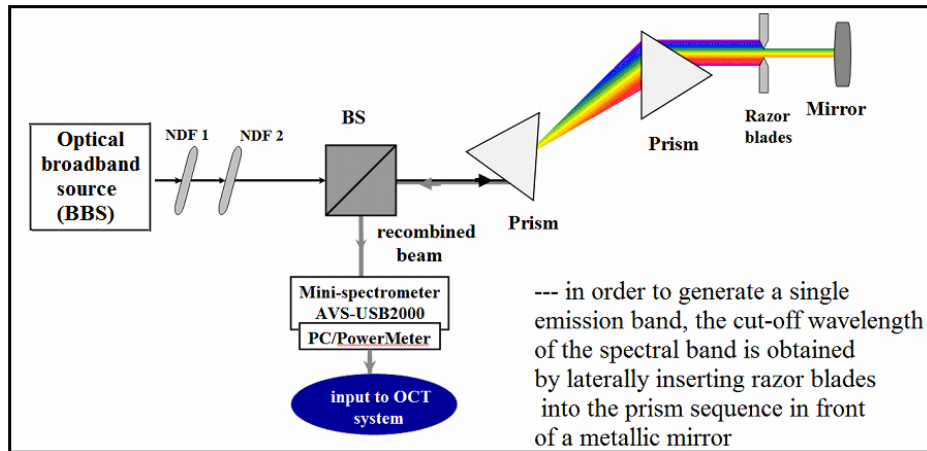 Optical
broadband
source
(BBS)
NDF 1
NDF 2
BS
Prism
Prism
Razor
blades
Mirror
recombined
beam
Mini-spectrometer
AVS-USB2000
PC/PowerMeter
input to OCT
system
--- in order to generate a single
emission band, the cut-off wavelength
of the spectral band is obtained
by laterally inserting razor blades
into the prism sequence in front
of a metallic mirror